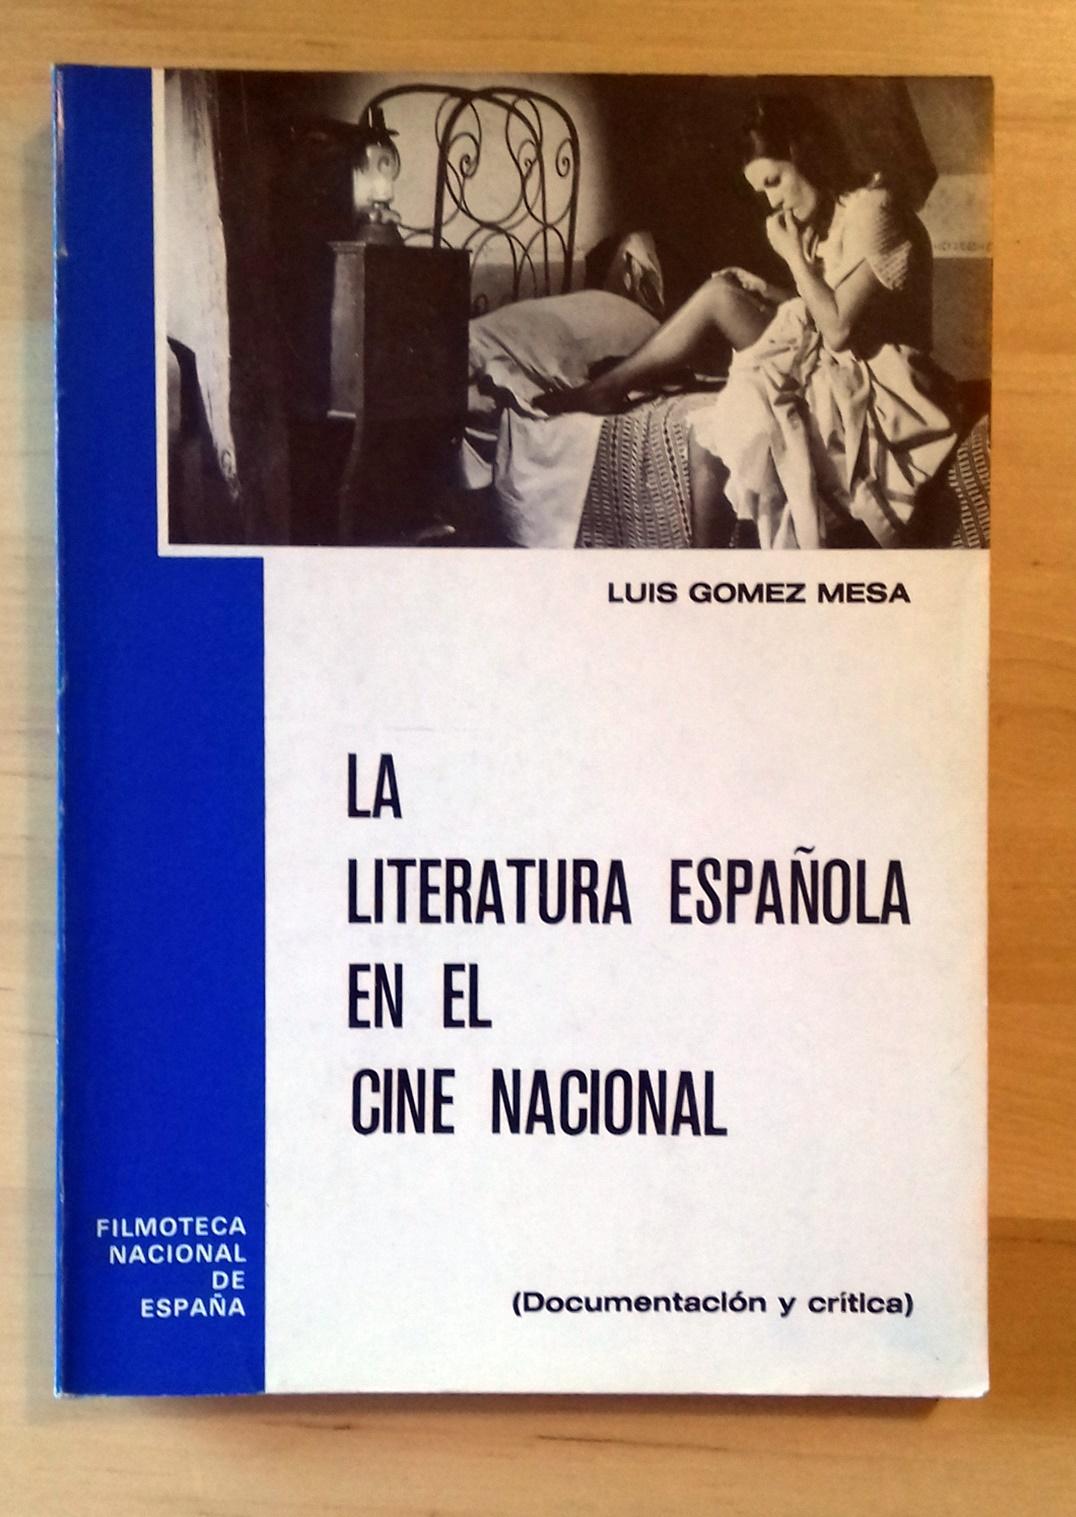 LUIS GOMEZ MESA
LA
LITERATURA ESPAÑOLA
EN EL
CINE NACIONAL
(Documentación y crítica)
FILMOTECA
NACIONAL
DE
ESPAÑA